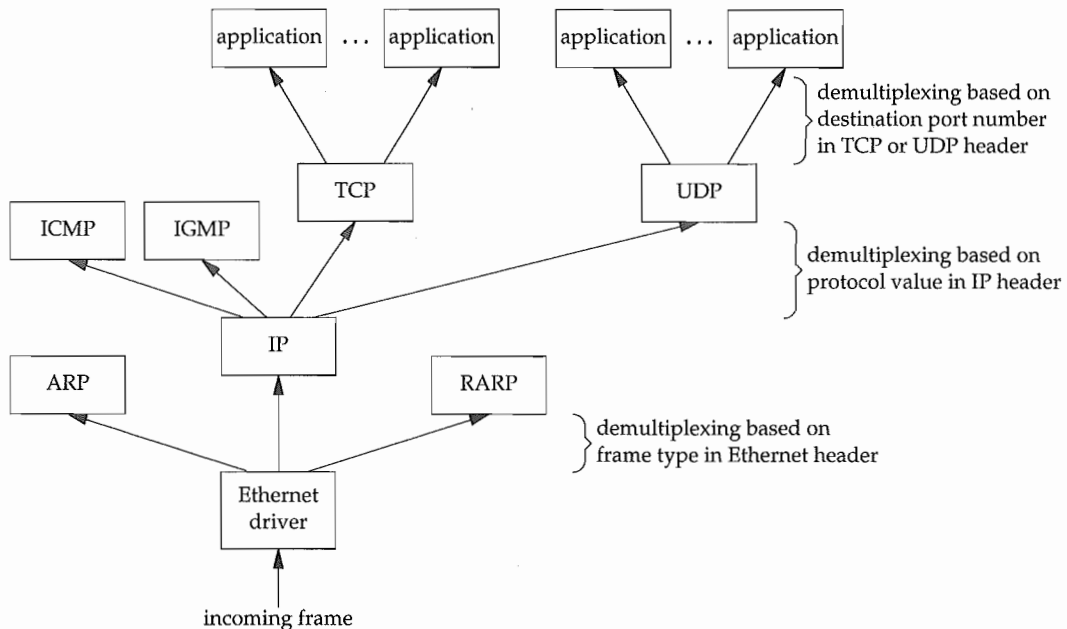 application ... application
application ... application
demultiplexing based on
destination port number
in TCP or UDP header
TCP
UDP
ICMP
IGMP
demultiplexing based on
protocol value in IP header
IP
ARP
RARP
demultiplexing based on
frame type in Ethernet header
Ethernet
driver
incoming frame